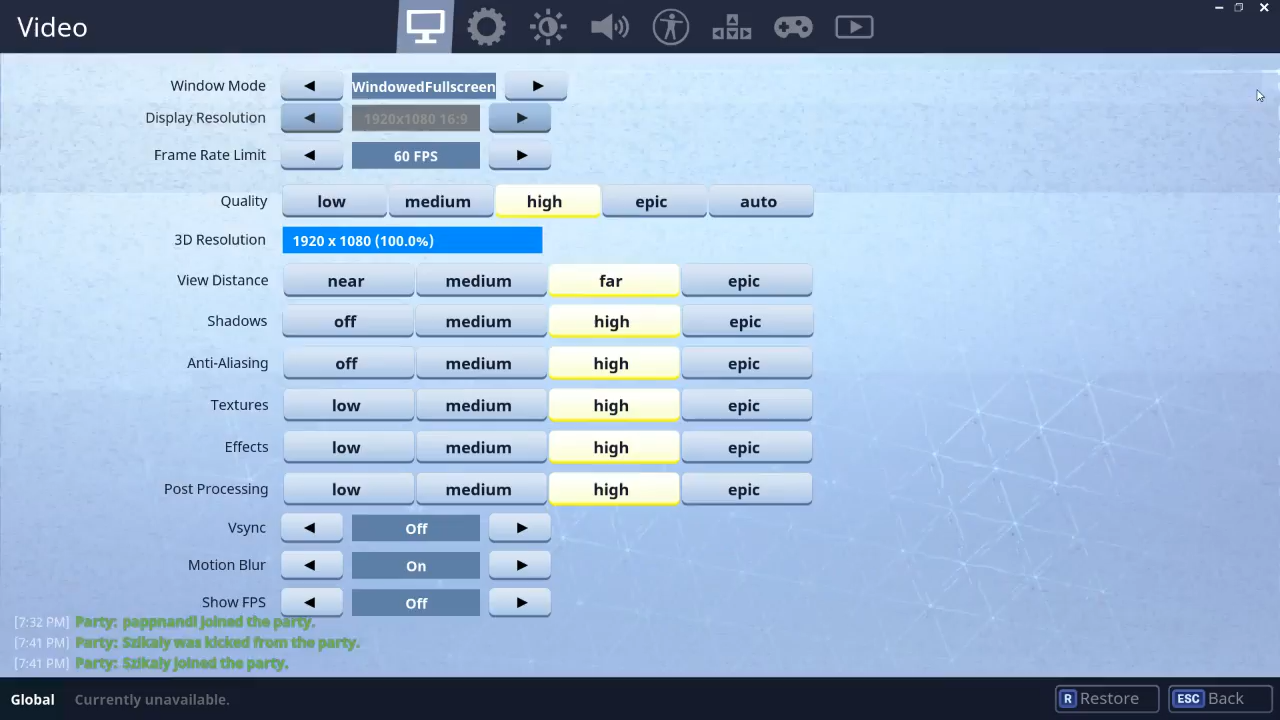 Video
Window Mode WindowedFullscreen
Display Resolution 1920x1080 16:9
Frame Rate Limit 60 FPS
Quality low medium high epic auto
3D Resolution 1920 x 1080 (100.0%)
View Distance near medium far epic
Shadows off medium high epic
Anti-Aliasing off medium high epic
Textures low medium high epic
Effects low medium high epic
Post Processing low medium high epic
Vsync Off
Motion Blur On
Show FPS Off
[7:32 PM] Party: pappnandi joined the party.
[7:41 PM] Party: Szikaly was kicked from the party.
[7:41 PM] Party: Szikaly joined the party.
Global Currently unavailable. R Restore ESC Back